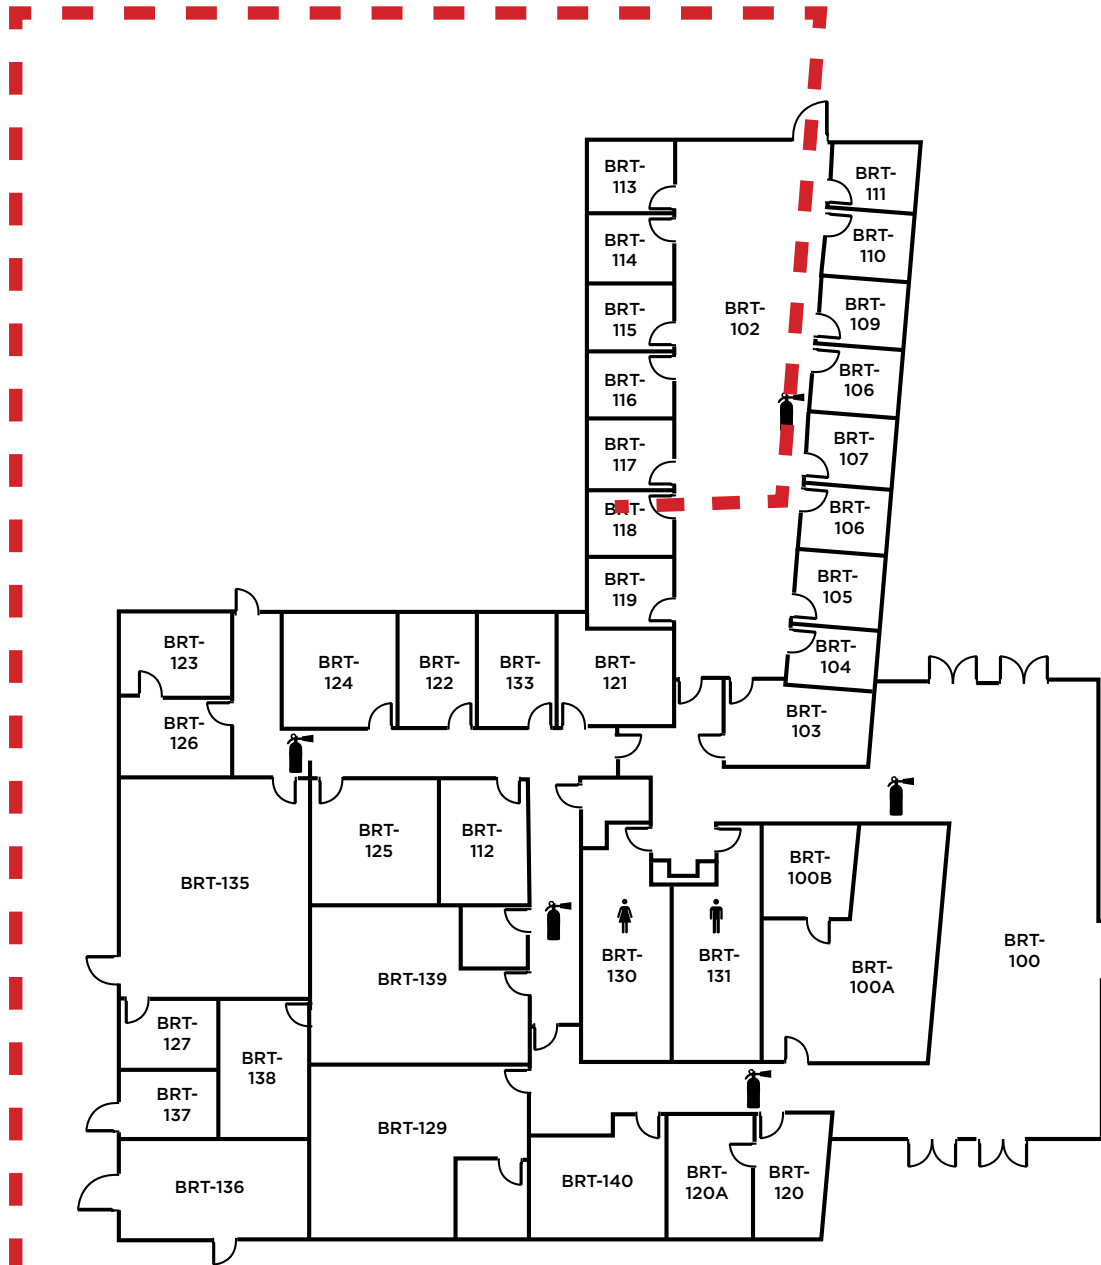 BRT-
113
BRT-
111
BRT-
114
BRT-
110
BRT-
115
BRT-
102
BRT-
109
BRT-
116
BRT-
106
BRT-
117
BRT-
107
BRT-
118
BRT-
106
BRT-
119
BRT-
105
BRT-
123
BRT-
124
BRT-
122
BRT-
133
BRT-
121
BRT-
104
BRT-
126
BRT-
103
BRT-
125
BRT-
112
BRT-
100B
BRT-135
BRT-139
BRT-
130
BRT-
131
BRT-
100A
BRT-
100
BRT-
127
BRT-
138
BRT-
137
BRT-129
BRT-136
BRT-140
BRT-
120A
BRT-
120